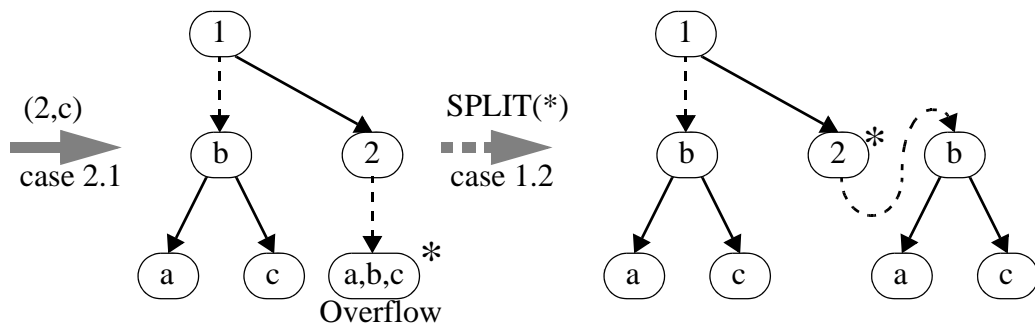 1
1
(2,c)
SPLIT(*)
b
2
b
2
*
b
case 2.1
case 1.2
a
c
a,b,c
*
a
c
a
c
Overflow